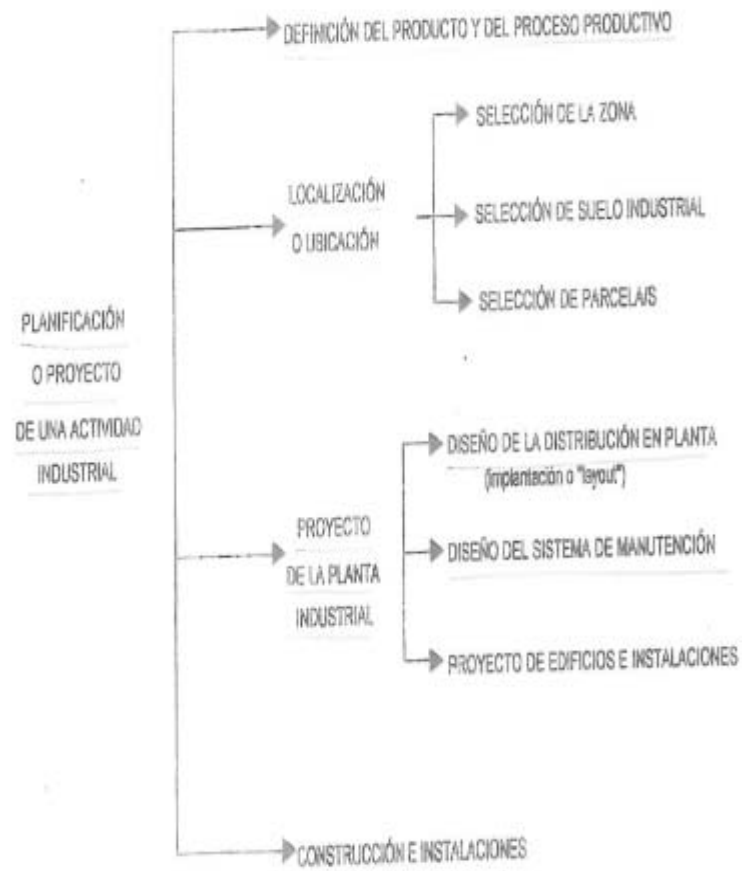 DEFINICIÓN DEL PRODUCTO Y DEL PROCESO PRODUCTIVO
SELECCIÓN DE LA ZONA
LOCALIZACIÓN
O UBICACIÓN
SELECCIÓN DE SUELO INDUSTRIAL
SELECCIÓN DE PARCELA/S
PLANIFICACIÓN
O PROYECTO
DE UNA ACTIVIDAD
INDUSTRIAL
DISEÑO DE LA DISTRIBUCIÓN EN PLANTA
(implantación o "layout")
PROYECTO
DE LA PLANTA
INDUSTRIAL
DISEÑO DEL SISTEMA DE MANUTENCIÓN
PROYECTO DE EDIFICIOS E INSTALACIONES
CONSTRUCCIÓN E INSTALACIONES